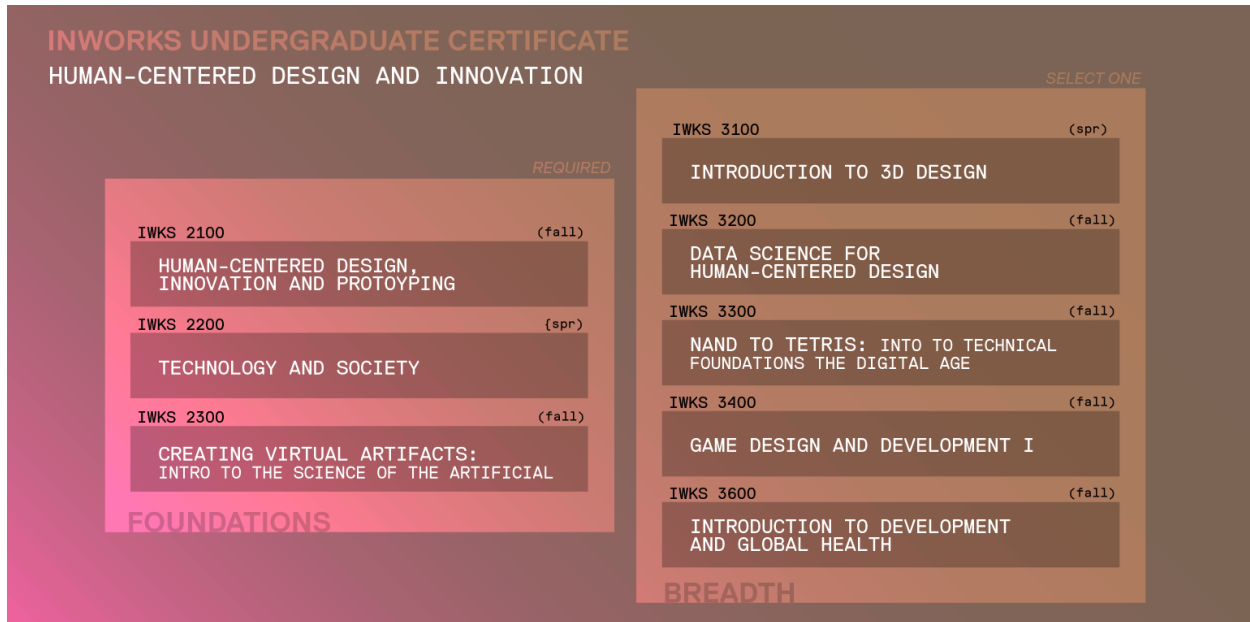 INWORKS UNDERGRADUATE CERTIFICATE
HUMAN-CENTERED DESIGN AND INNOVATION
REQUIRED
IWKS 2100 (fall)
HUMAN-CENTERED DESIGN,
INNOVATION AND PROTOYPING
IWKS 2200 {spr)
TECHNOLOGY AND SOCIETY
IWKS 2300 (fall)
CREATING VIRTUAL ARTIFACTS:
INTRO TO THE SCIENCE OF THE ARTIFICIAL
FOUNDATIONS
SELECT ONE
IWKS 3100 (spr)
INTRODUCTION TO 3D DESIGN
IWKS 3200 (fall)
DATA SCIENCE FOR
HUMAN-CENTERED DESIGN
IWKS 3300 (fall)
NAND TO TETRIS: INTO TO TECHNICAL
FOUNDATIONS THE DIGITAL AGE
IWKS 3400 (fall)
GAME DESIGN AND DEVELOPMENT I
IWKS 3600 (fall)
INTRODUCTION TO DEVELOPMENT
AND GLOBAL HEALTH
BREADTH